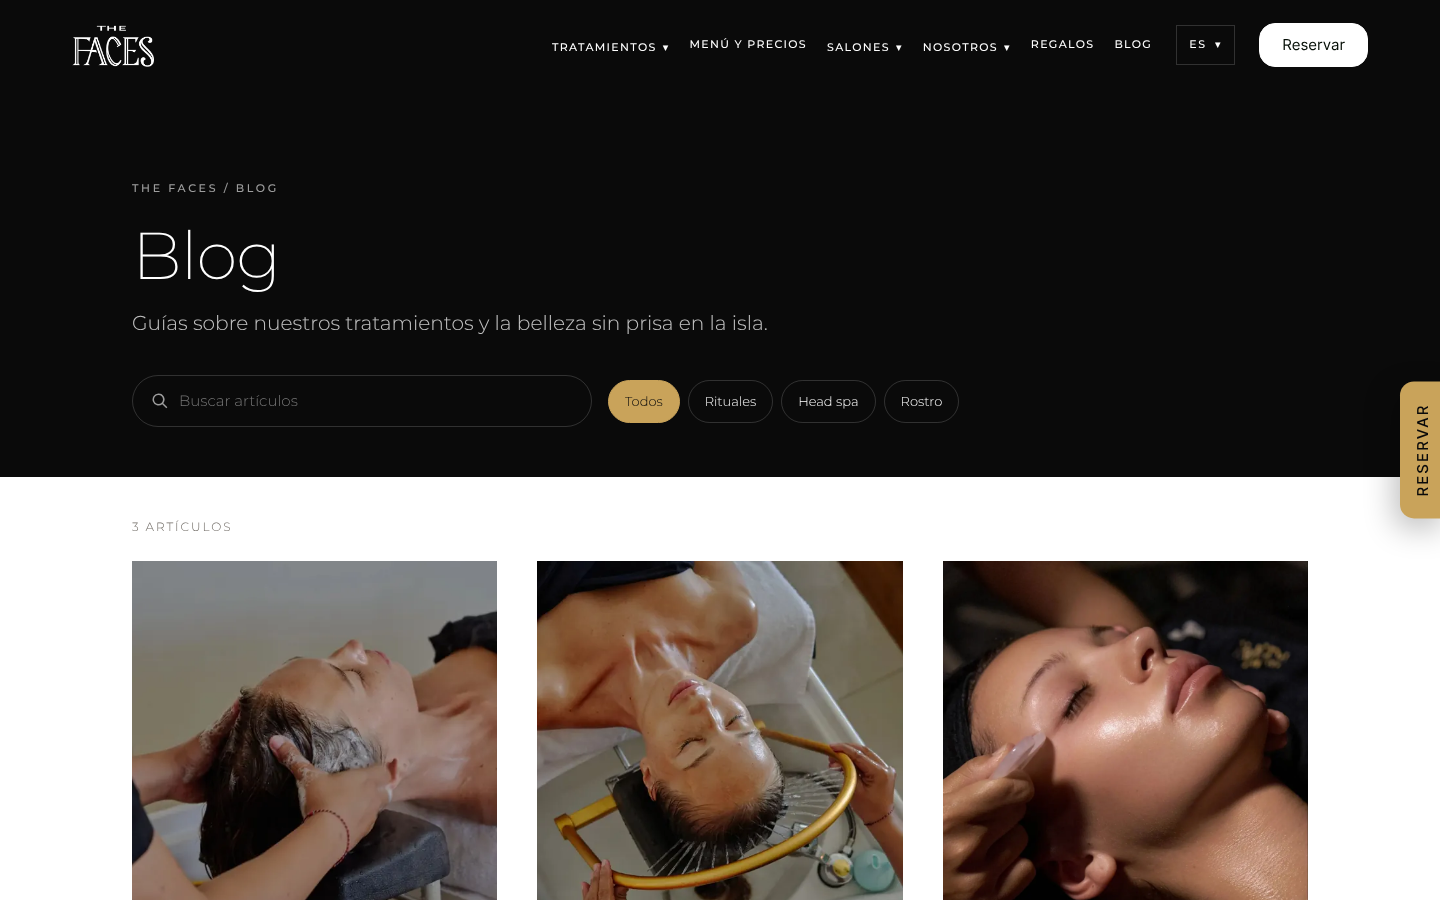 THE
FACES
TRATAMIENTOS ▾
MENÚ Y PRECIOS
SALONES ▾
NOSOTROS ▾
REGALOS
BLOG
ES ▾
Reservar
THE FACES / BLOG
Blog
Guías sobre nuestros tratamientos y la belleza sin prisa en la isla.
Buscar artículos
Todos
Rituales
Head spa
Rostro
RESERVAR
3 ARTÍCULOS